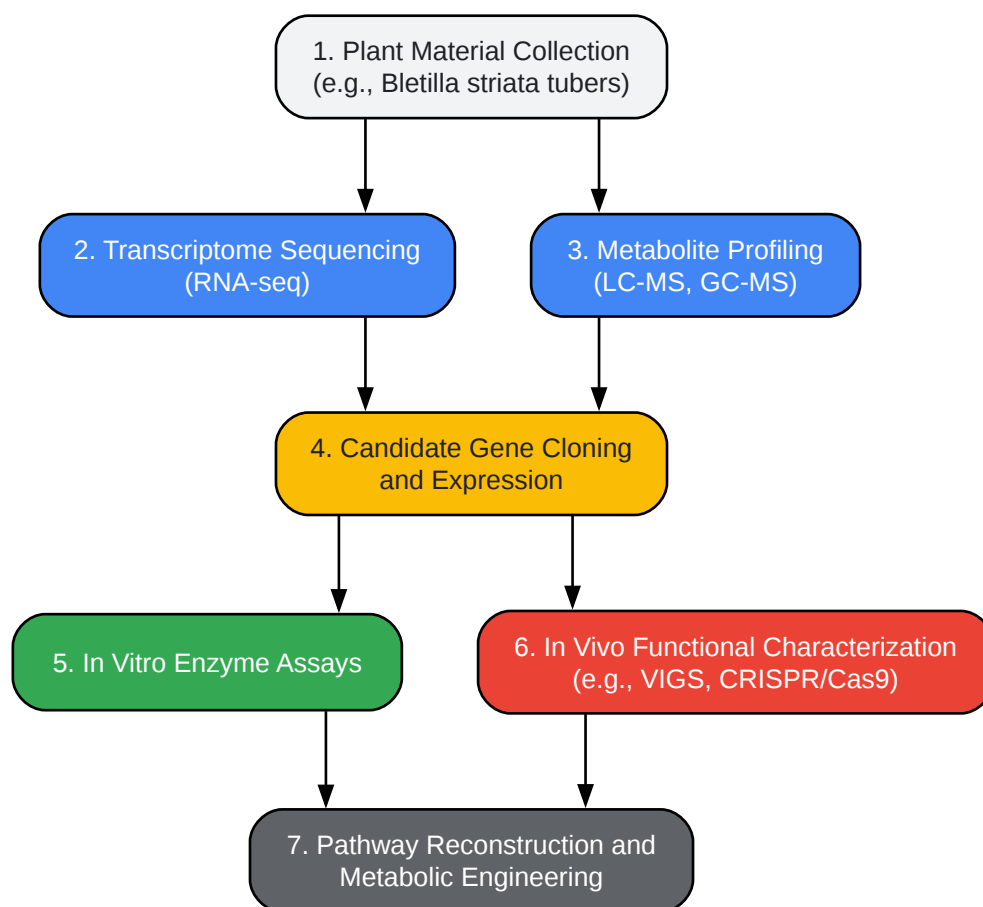 1. Plant Material Collection
(e.g., Bletilla striata tubers)
2. Transcriptome Sequencing
(RNA-seq)
3. Metabolite Profiling
(LC-MS, GC-MS)
4. Candidate Gene Cloning
and Expression
5. In Vitro Enzyme Assays
6. In Vivo Functional Characterization
(e.g., VIGS, CRISPR/Cas9)
7. Pathway Reconstruction and
Metabolic Engineering